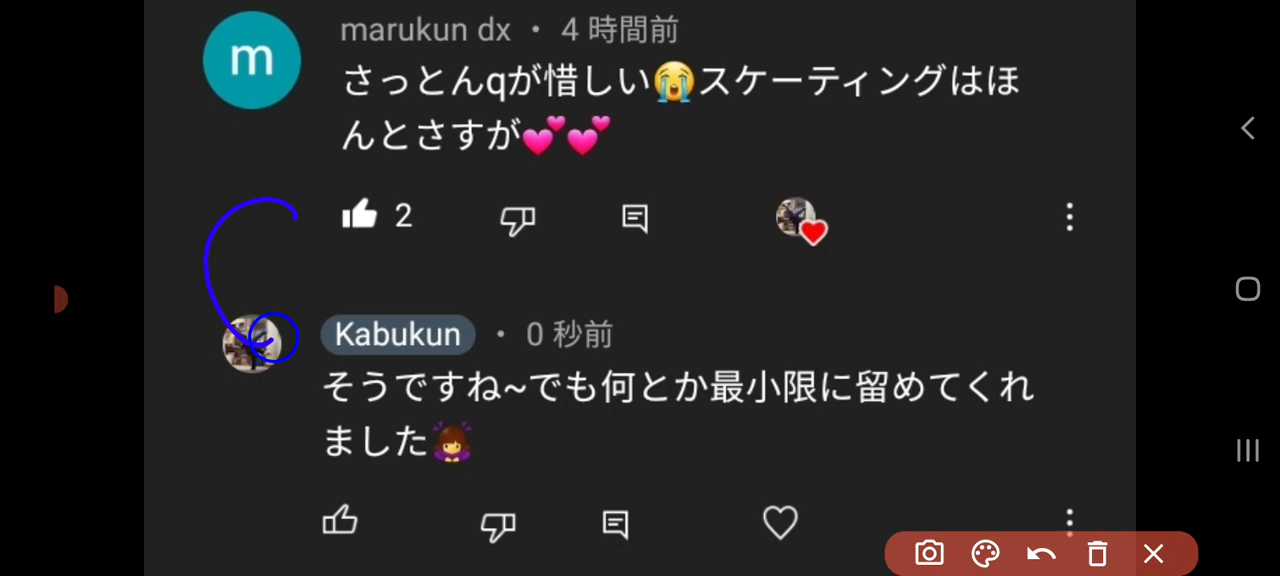 m
marukun dx・4 時間前
さっとんqが惜しい😭スケーティングはほ
んとさすが💕💕
2
Kabukun・0 秒前
そうですね~でも何とか最小限に留めてくれ
ました🙇‍♀️